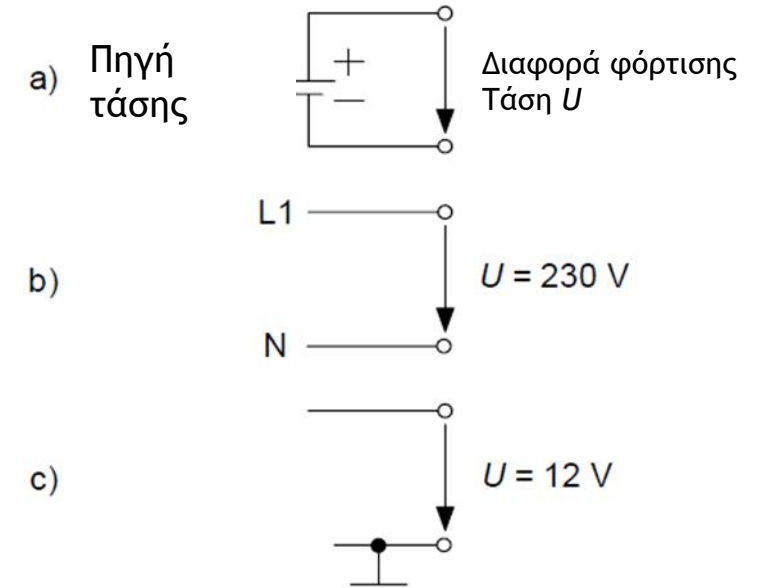 a) Πηγή τάσης
+
−
Διαφορά φόρτισης
Τάση U
L1
b)
U = 230 V
N
c)
U = 12 V